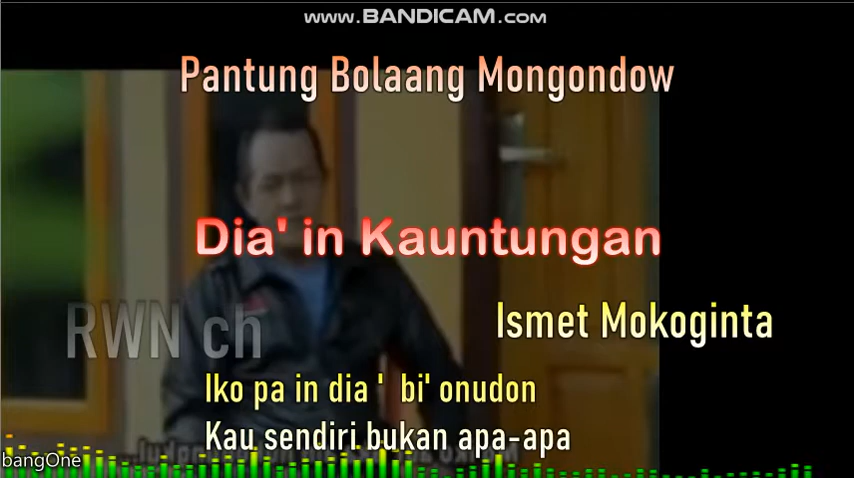 WWW.BANDICAM.COM
Pantung Bolaang Mongondow
Dia' in Kauntungan
RWN ch
Ismet Mokoginta
Iko pa in dia ' bi' onudon
Kau sendiri bukan apa-apa
bangOne